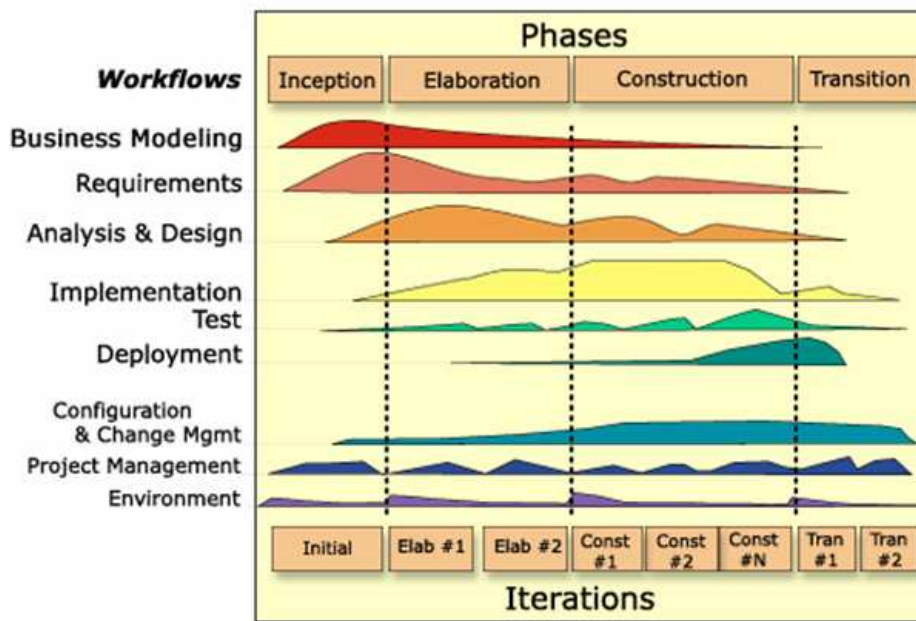 Phases
Workflows
Inception
Elaboration
Construction
Transition
Business Modeling
Requirements
Analysis & Design
Implementation
Test
Deployment
Configuration
& Change Mgmt
Project Management
Environment
Initial
Elab #1
Elab #2
Const
#1
Const
#2
Const
#N
Tran
#1
Tran
#2
Iterations